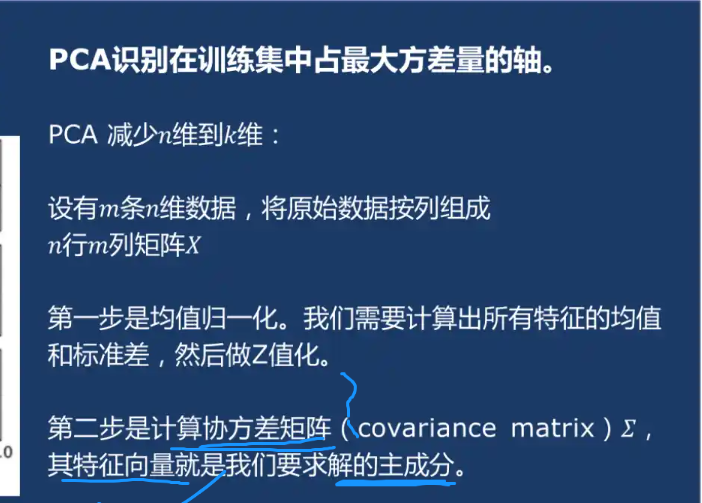 PCA识别在训练集中占最大方差量的轴。
PCA 减少n维到k维：
设有m条n维数据，将原始数据按列组成
n行m列矩阵X
第一步是均值归一化。我们需要计算出所有特征的均值
和标准差，然后做Z值化。
第二步是计算协方差矩阵（covariance matrix）Σ，
.0
其特征向量就是我们要求解的主成分。